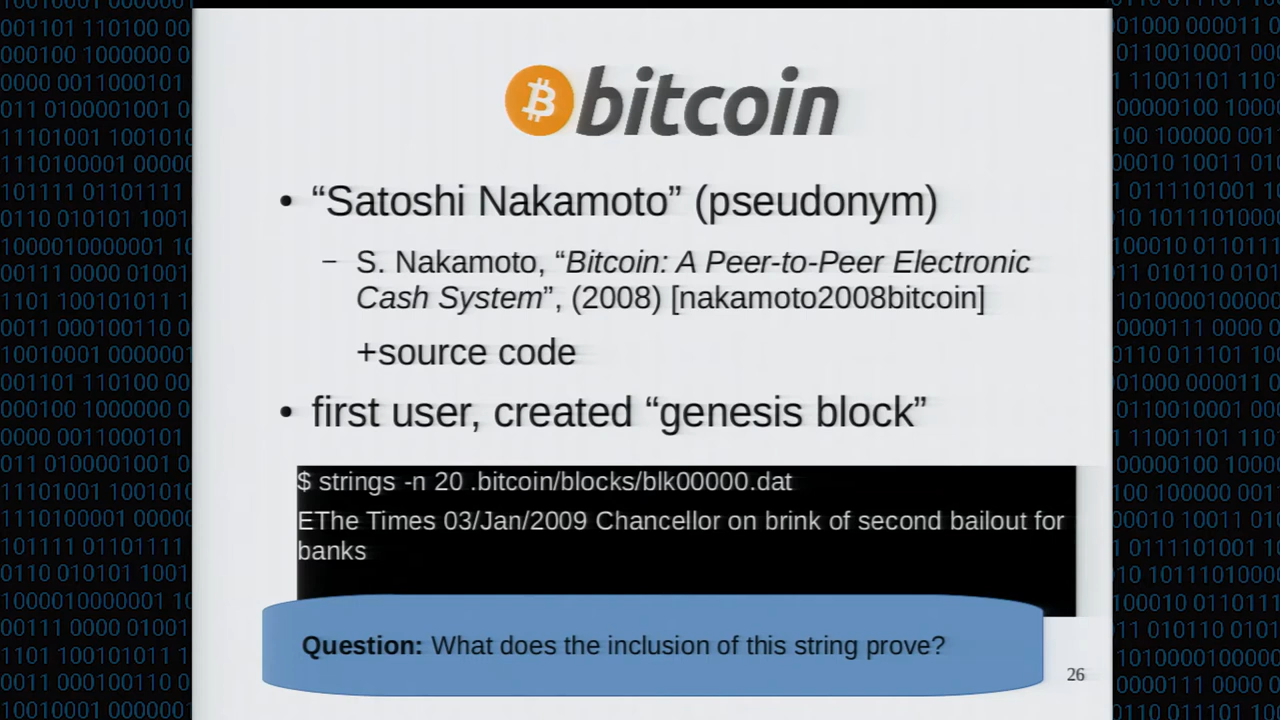 bitcoin
• “Satoshi Nakamoto” (pseudonym)
– S. Nakamoto, “Bitcoin: A Peer-to-Peer Electronic
Cash System”, (2008) [nakamoto2008bitcoin]
+source code
• first user, created “genesis block”
$ strings -n 20 .bitcoin/blocks/blk00000.dat
EThe Times 03/Jan/2009 Chancellor on brink of second bailout for
banks
Question: What does the inclusion of this string prove?
26